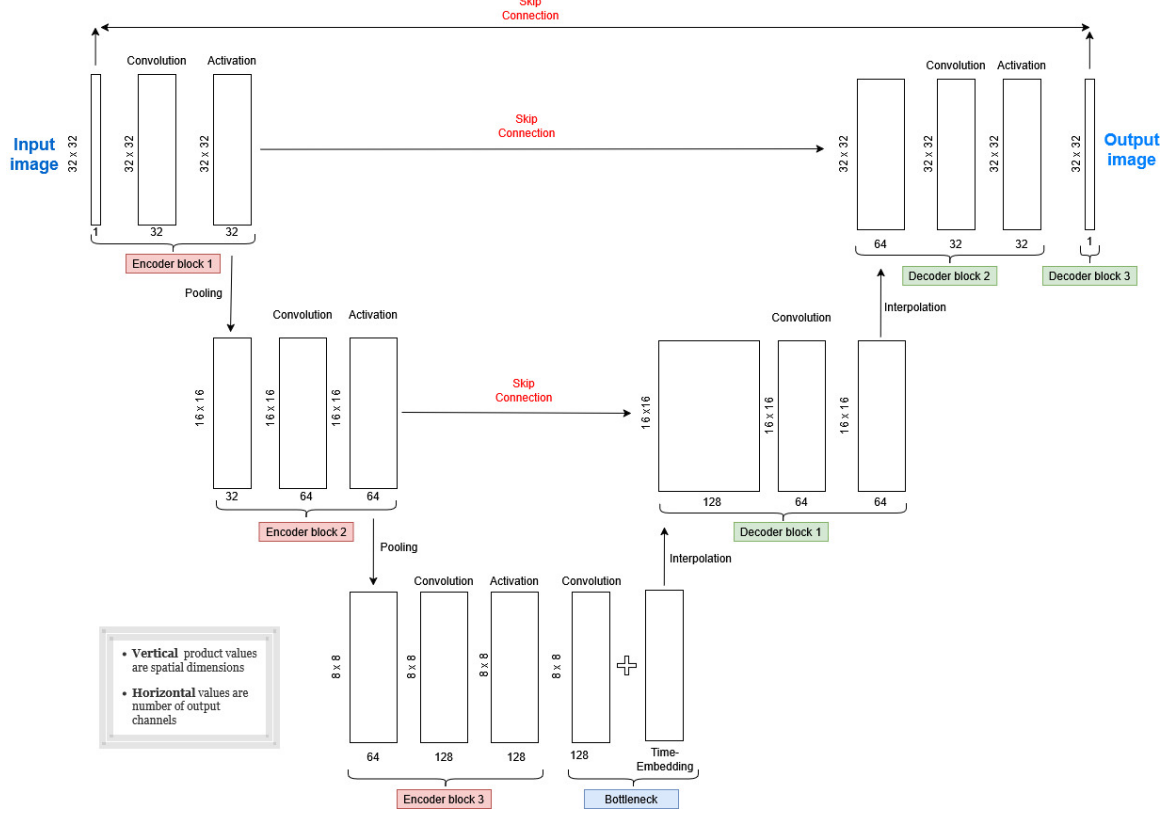 Skip
Connection
Convolution
Activation
Convolution
Activation
Input
image
32 x 32
32 x 32
32 x 32
Skip
Connection
32 x 32
32 x 32
32 x 32
32 x 32
Output
image
1
32
32
64
32
32
1
Encoder block 1
Decoder block 2
Decoder block 3
Pooling
Interpolation
Convolution
Activation
Convolution
16 x 16
16 x 16
16 x 16
Skip
Connection
16 x16
16 x 16
16 x 16
32
64
64
128
64
64
Encoder block 2
Decoder block 1
Pooling
Interpolation
Convolution
Activation
Convolution
8 x 8
8 x 8
8 x 8
8 x 8
64
128
128
128
Time-
Embedding
Encoder block 3
Bottleneck
• Vertical product values
are spatial dimensions
• Horizontal values are
number of output
channels